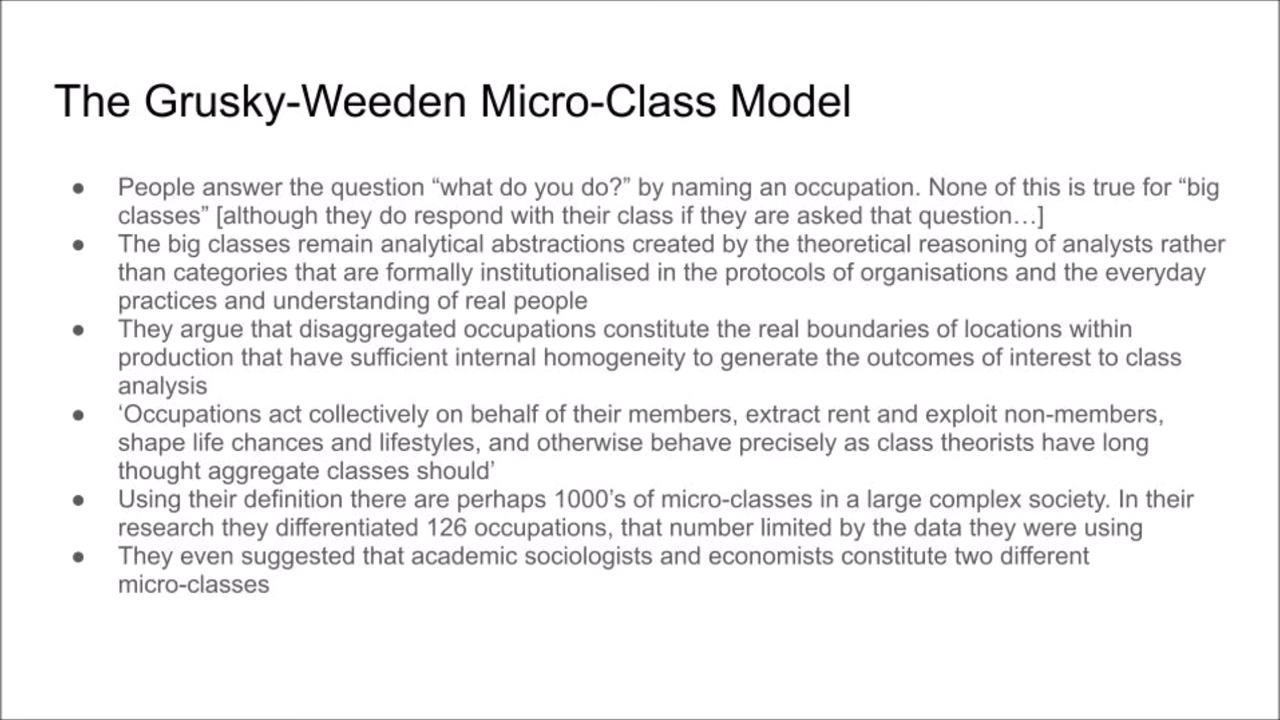 The Grusky-Weeden Micro-Class Model
● People answer the question “what do you do?” by naming an occupation. None of this is true for “big
classes” [although they do respond with their class if they are asked that question…]
● The big classes remain analytical abstractions created by the theoretical reasoning of analysts rather
than categories that are formally institutionalised in the protocols of organisations and the everyday
practices and understanding of real people
● They argue that disaggregated occupations constitute the real boundaries of locations within
production that have sufficient internal homogeneity to generate the outcomes of interest to class
analysis
● ‘Occupations act collectively on behalf of their members, extract rent and exploit non-members,
shape life chances and lifestyles, and otherwise behave precisely as class theorists have long
thought aggregate classes should’
● Using their definition there are perhaps 1000’s of micro-classes in a large complex society. In their
research they differentiated 126 occupations, that number limited by the data they were using
● They even suggested that academic sociologists and economists constitute two different
micro-classes